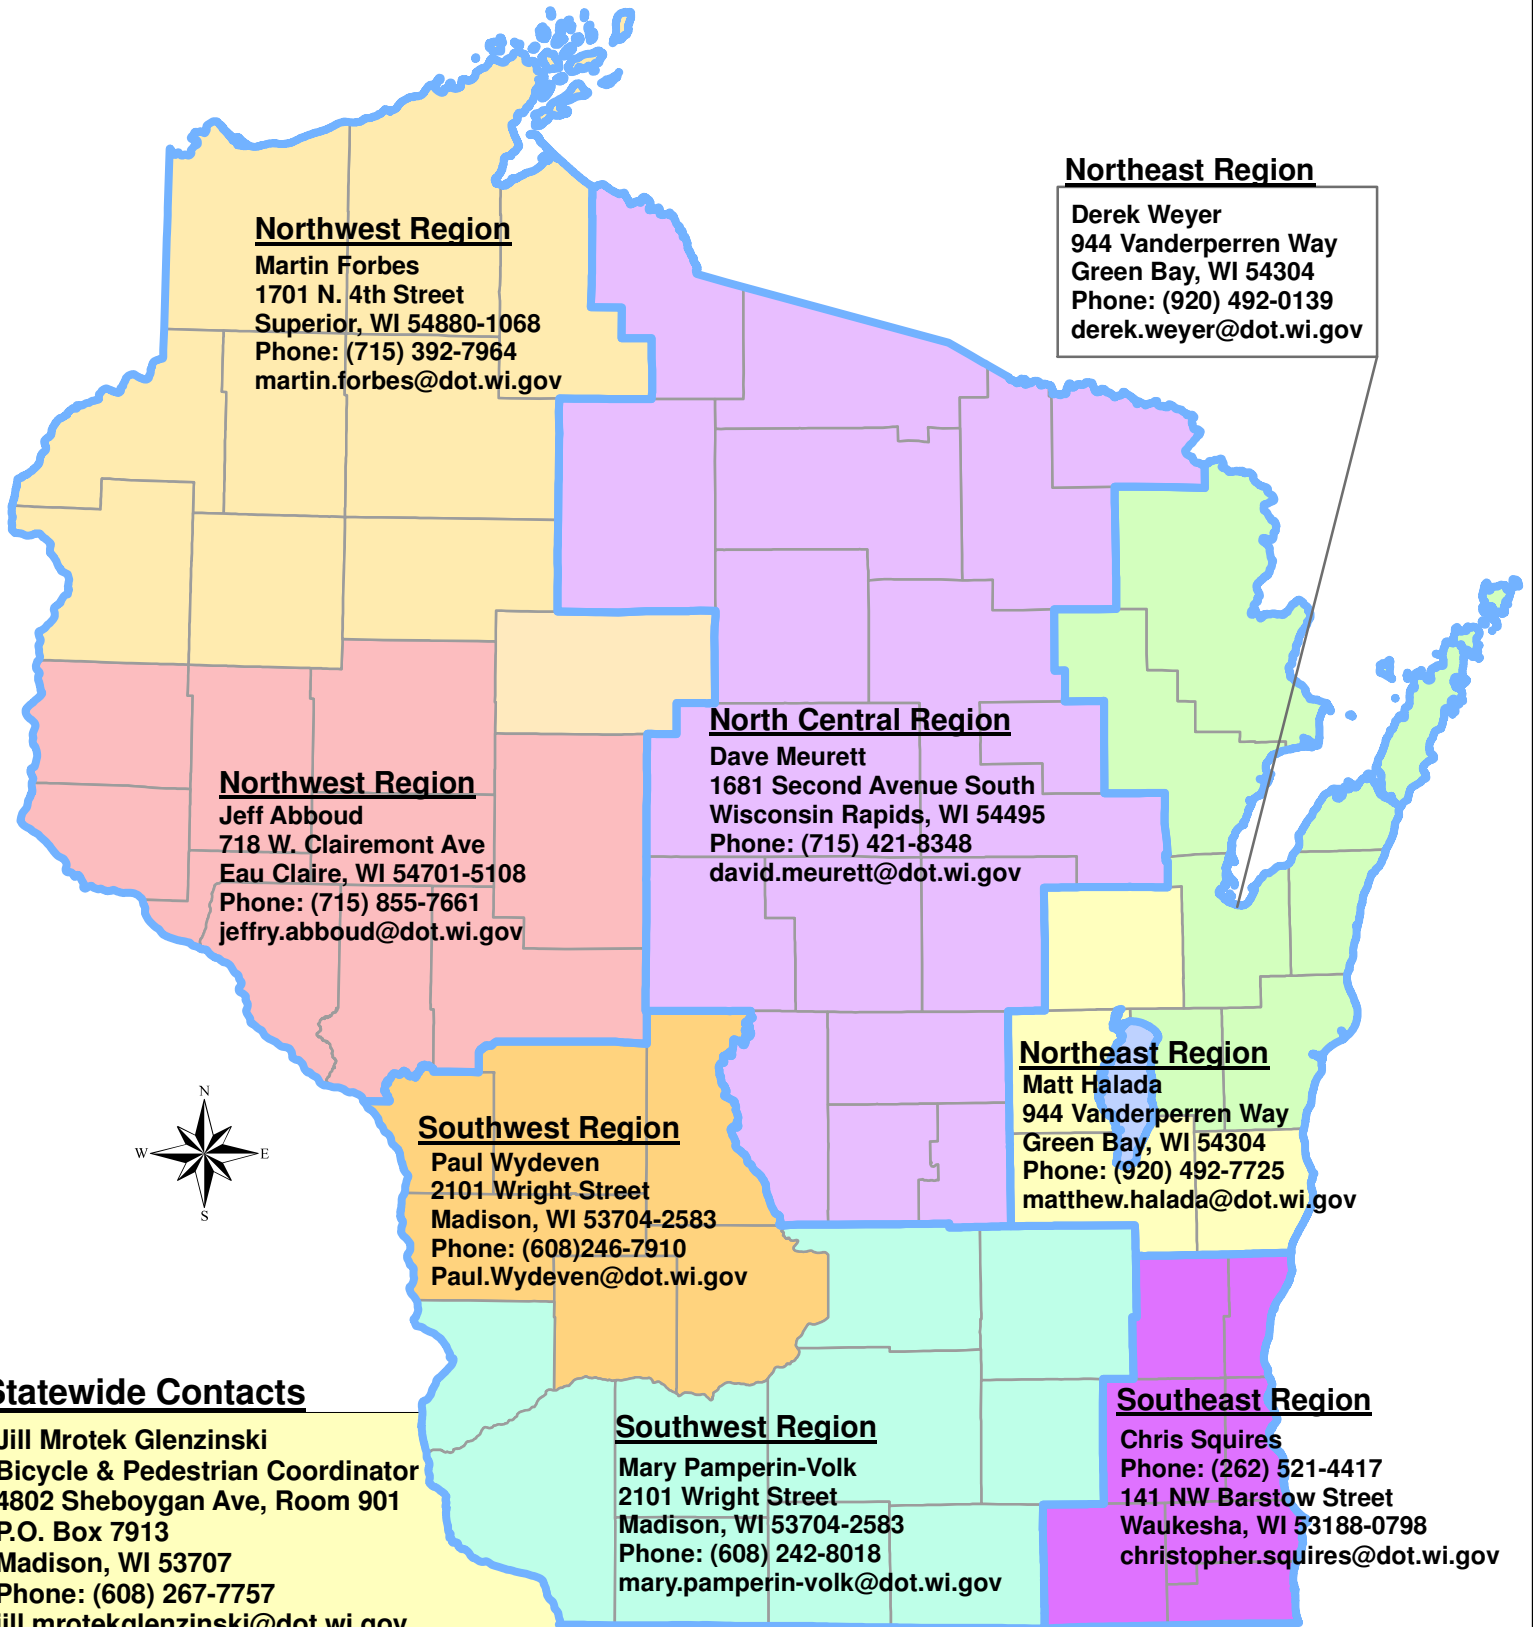 Northeast Region
Derek Weyer
944 Vanderperren Way
Green Bay, WI 54304
Phone: (920) 492-0139
derek.weyer@dot.wi.gov
Northwest Region
Martin Forbes
1701 N. 4th Street
Superior, WI 54880-1068
Phone: (715) 392-7964
martin.forbes@dot.wi.gov
North Central Region
Dave Meurett
1681 Second Avenue South
Wisconsin Rapids, WI 54495
Phone: (715) 421-8348
david.meurett@dot.wi.gov
Northwest Region
Jeff Abboud
718 W. Clairemont Ave
Eau Claire, WI 54701-5108
Phone: (715) 855-7661
jeffry.abboud@dot.wi.gov
Northeast Region
Matt Halada
944 Vanderperren Way
Green Bay, WI 54304
Phone: (920) 492-7725
matthew.halada@dot.wi.gov
N
W E
S
Southwest Region
Paul Wydeven
2101 Wright Street
Madison, WI 53704-2583
Phone: (608)246-7910
Paul.Wydeven@dot.wi.gov
Statewide Contacts
Jill Mrotek Glenzinski
Bicycle & Pedestrian Coordinator
4802 Sheboygan Ave, Room 901
P.O. Box 7913
Madison, WI 53707
Phone: (608) 267-7757
jill.mrotekglenzinski@dot.wi.gov
Southwest Region
Mary Pamperin-Volk
2101 Wright Street
Madison, WI 53704-2583
Phone: (608) 242-8018
mary.pamperin-volk@dot.wi.gov
Southeast Region
Chris Squires
Phone: (262) 521-4417
141 NW Barstow Street
Waukesha, WI 53188-0798
christopher.squires@dot.wi.gov